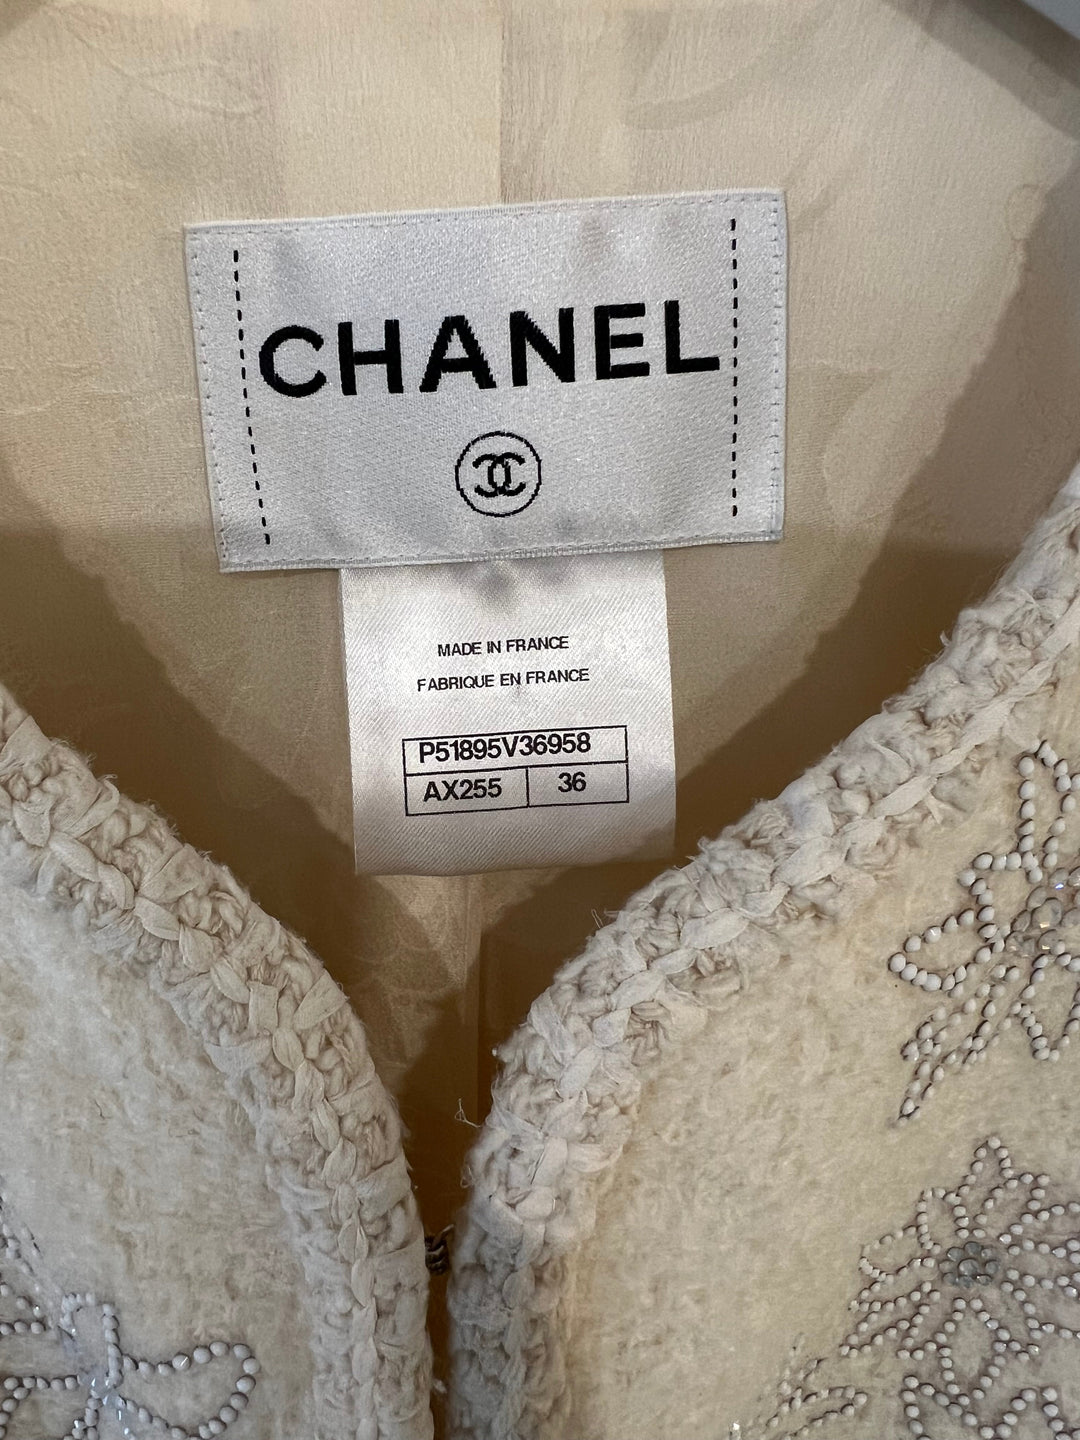 CHANEL
MADE IN FRANCE
FABRIQUE EN FRANCE
P51895V36958
AX255 36